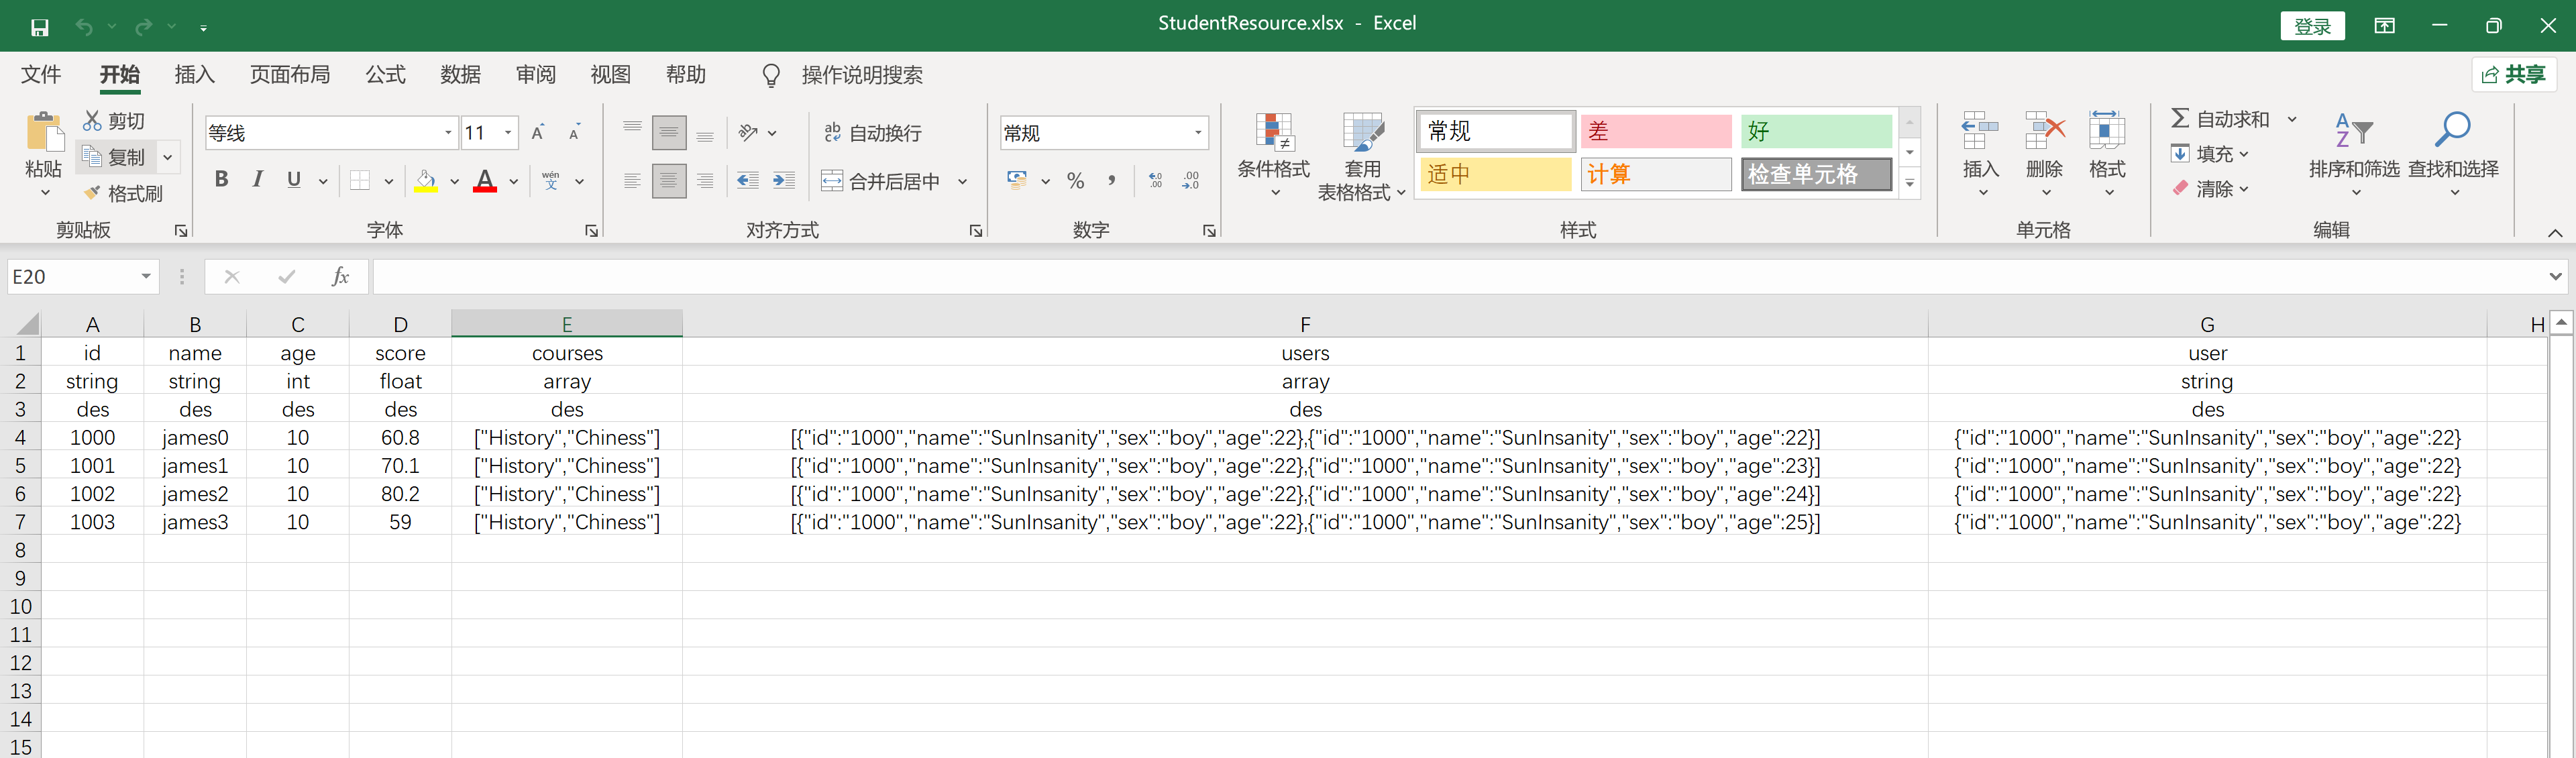 StudentResource.xlsx - Excel
登录
文件 开始 插入 页面布局 公式 数据 审阅 视图 帮助 操作说明搜索 共享
粘贴 剪切 复制 格式刷
等线 11
B I U A wén 文
ab 自动换行
合并后居中
常规
% ,
条件格式 套用表格格式
常规 差 好
适中 计算 检查单元格
插入 删除 格式
自动求和
填充
清除
排序和筛选 查找和选择
剪贴板 字体 对齐方式 数字 样式 单元格 编辑
E20 fx
A B C D E F G H
1 id name age score courses users user
2 string string int float array array string
3 des des des des des des des
4 1000 james0 10 60.8 ["History","Chiness"] [{"id":"1000","name":"SunInsanity","sex":"boy","age":22},{"id":"1000","name":"SunInsanity","sex":"boy","age":22}] {"id":"1000","name":"SunInsanity","sex":"boy","age":22}
5 1001 james1 10 70.1 ["History","Chiness"] [{"id":"1000","name":"SunInsanity","sex":"boy","age":22},{"id":"1000","name":"SunInsanity","sex":"boy","age":23}] {"id":"1000","name":"SunInsanity","sex":"boy","age":22}
6 1002 james2 10 80.2 ["History","Chiness"] [{"id":"1000","name":"SunInsanity","sex":"boy","age":22},{"id":"1000","name":"SunInsanity","sex":"boy","age":24}] {"id":"1000","name":"SunInsanity","sex":"boy","age":22}
7 1003 james3 10 59 ["History","Chiness"] [{"id":"1000","name":"SunInsanity","sex":"boy","age":22},{"id":"1000","name":"SunInsanity","sex":"boy","age":25}] {"id":"1000","name":"SunInsanity","sex":"boy","age":22}
8
9
10
11
12
13
14
15